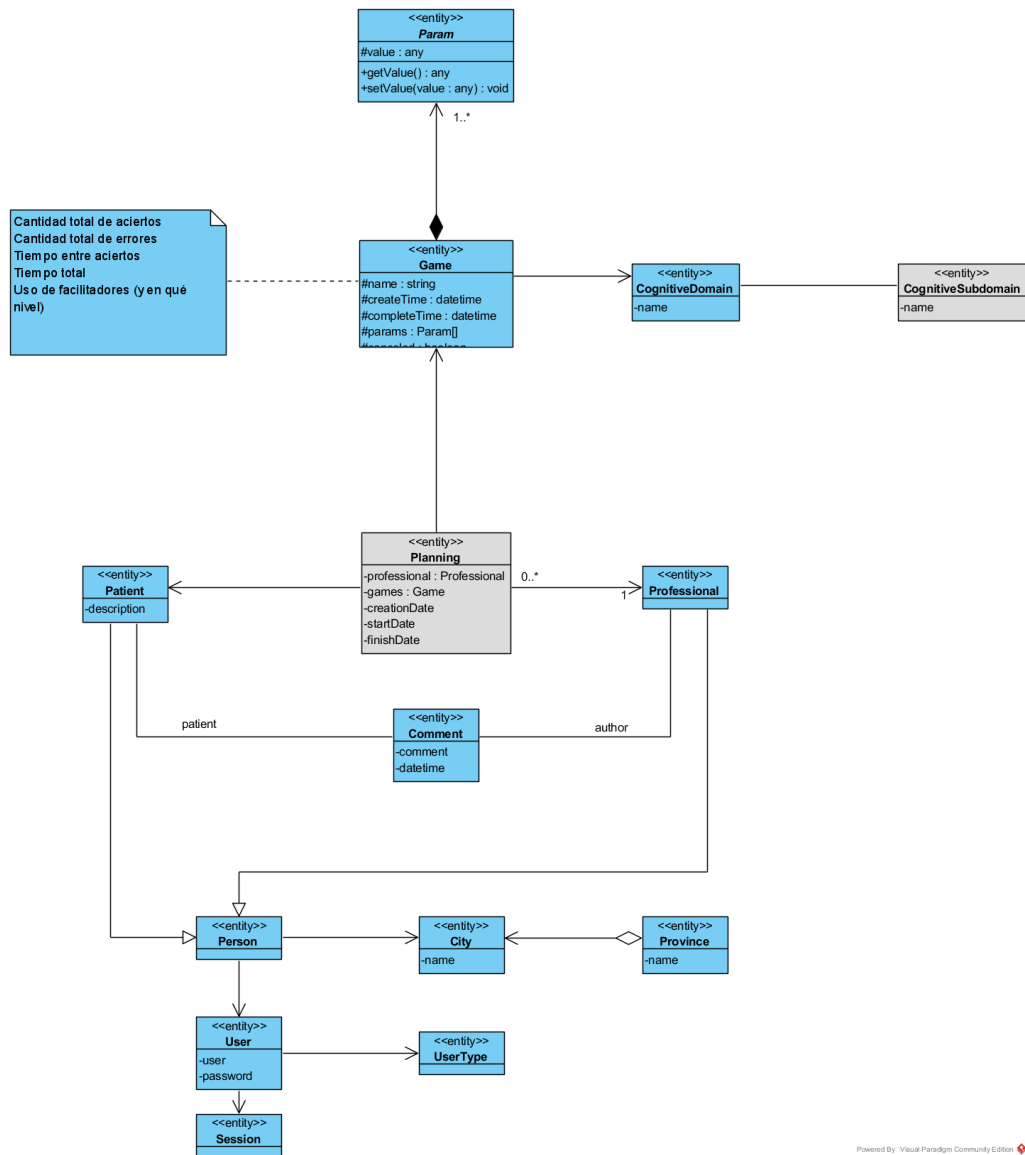 <<entity>>
Param
#value : any
+getValue() : any
+setValue(value : any) : void
1..*
Cantidad total de aciertos
Cantidad total de errores
Tiempo entre aciertos
Tiempo total
Uso de facilitadores (y en qué
nivel)
<<entity>>
Game
#name : string
#createTime : datetime
#completeTime : datetime
#params : Param[]
#canceled : boolean
<<entity>>
CognitiveDomain
-name
<<entity>>
CognitiveSubdomain
-name
<<entity>>
Planning
-professional : Professional
-games : Game
-creationDate
-startDate
-finishDate
0..*
1
<<entity>>
Patient
-description
<<entity>>
Professional
patient
<<entity>>
Comment
-comment
-datetime
author
<<entity>>
Person
<<entity>>
City
-name
<<entity>>
Province
-name
<<entity>>
User
-user
-password
<<entity>>
UserType
<<entity>>
Session
Powered By Visual Paradigm Community Edition